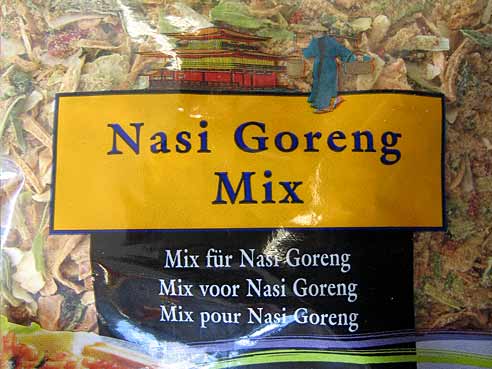 Nasi Goreng
Mix
Mix für Nasi Goreng
Mix voor Nasi Goreng
Mix pour Nasi Goreng